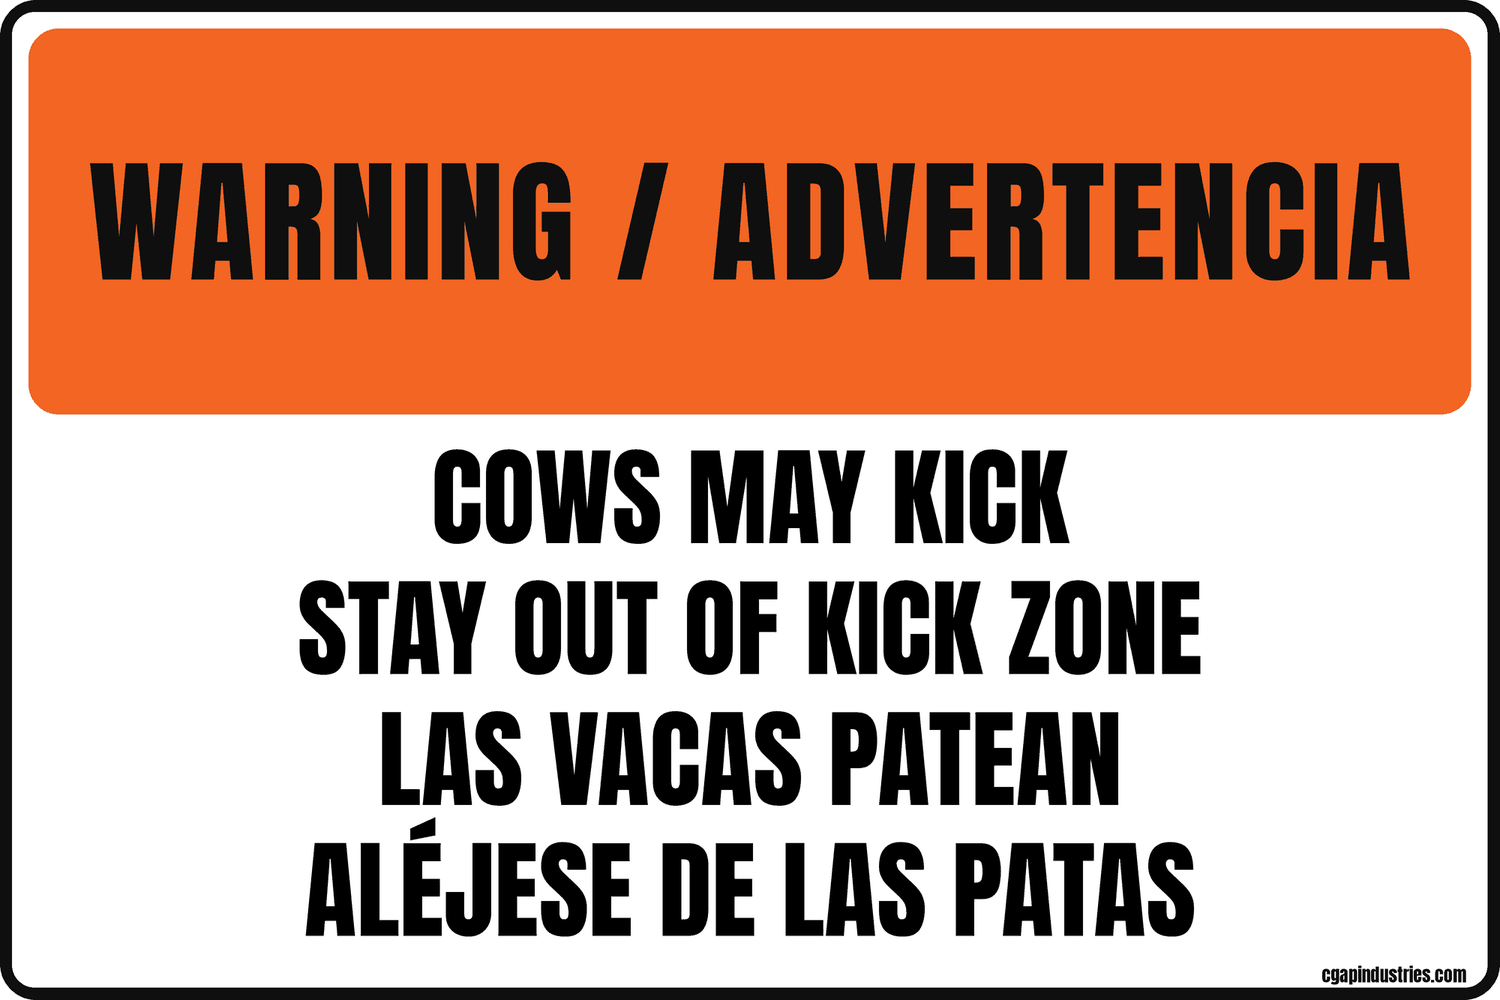 WARNING / ADVERTENCIA
COWS MAY KICK
STAY OUT OF KICK ZONE
LAS VACAS PATEAN
ALÉJESE DE LAS PATAS
cgapindustries.com